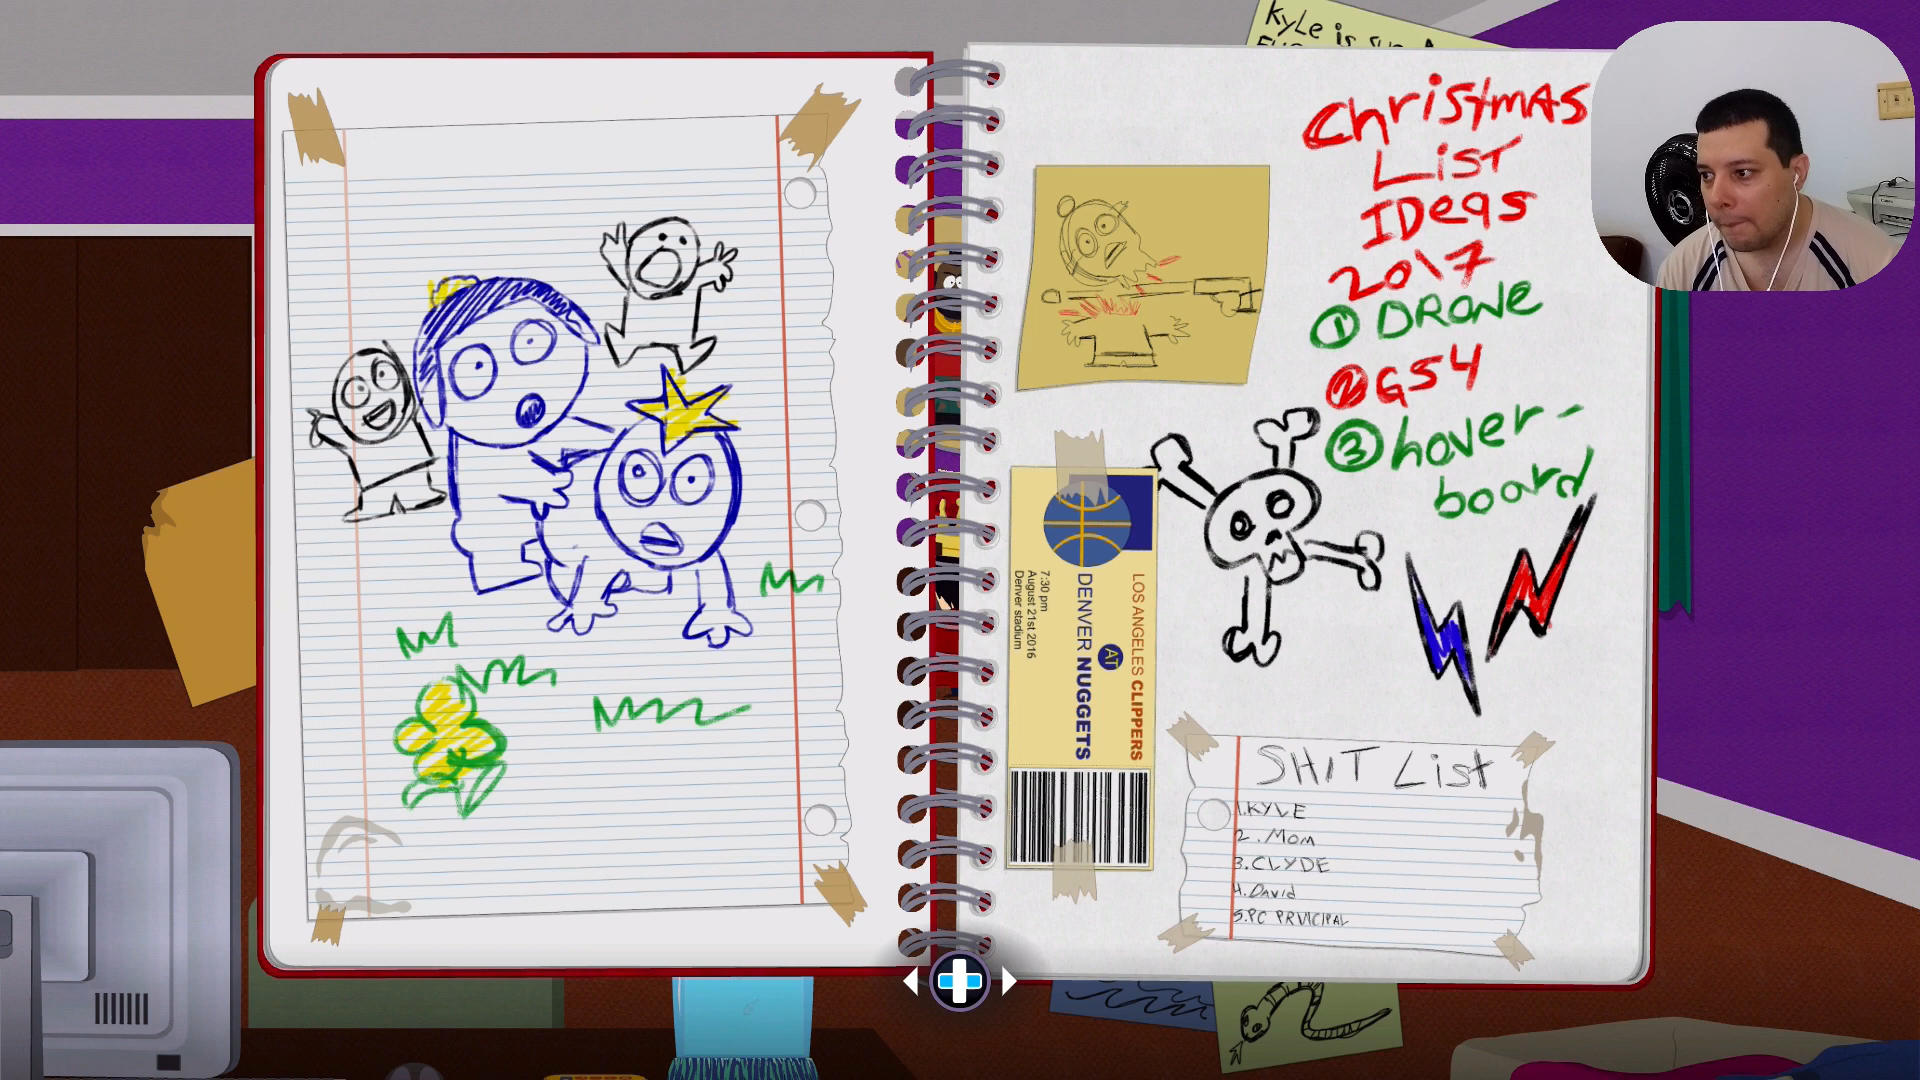 Kyle is
Christmas
List
IDeas
2017
① DRONE
② GS4
③ hover-
board
LOS ANGELES CLIPPERS
AT
DENVER NUGGETS
7:30 pm
August 21st 2016
Denver stadium
SHIT List
1. KYLE
2. Mom
3. CLYDE
4. David
5. PC PRVICIPAL